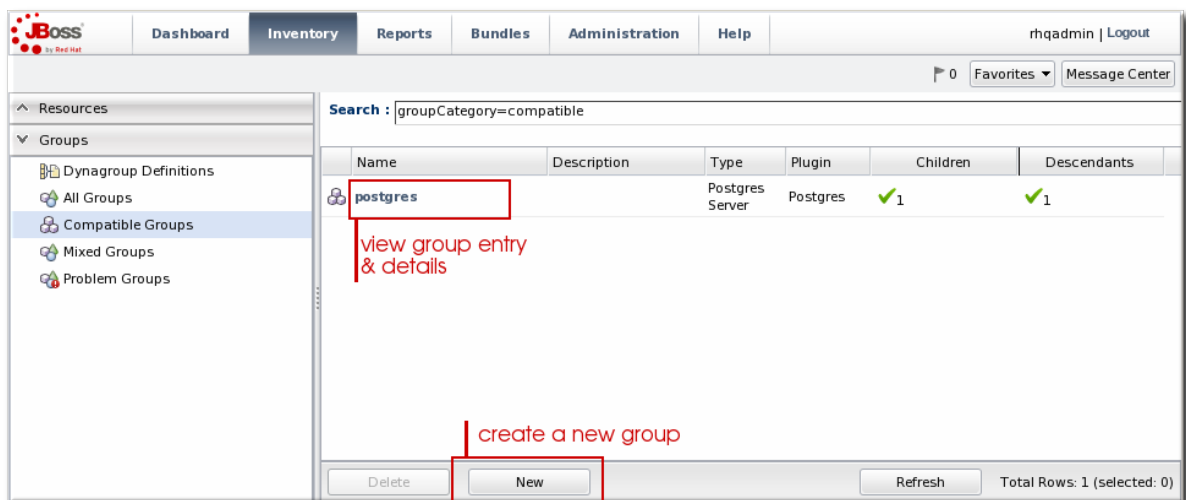 JBoss
by Red Hat
Dashboard Inventory Reports Bundles Administration Help rhqadmin | Logout
0 Favorites Message Center
Resources
Groups
Dynagroup Definitions
All Groups
Compatible Groups
Mixed Groups
Problem Groups
Search : groupCategory=compatible
Name Description Type Plugin Children Descendants
postgres Postgres Server Postgres 1 1
view group entry
& details
create a new group
Delete New Refresh Total Rows: 1 (selected: 0)